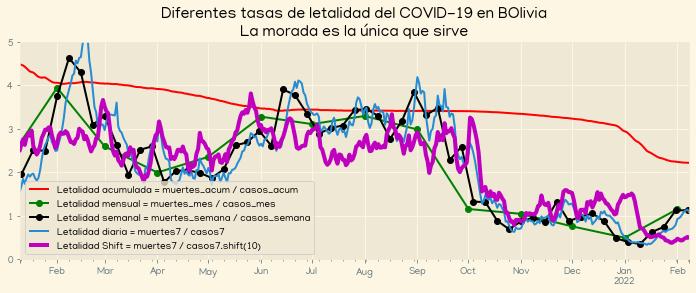 Diferentes tasas de letalidad del COVID-19 en BOlivia
La morada es la única que sirve
5
4
3
2
1
0
Letalidad acumulada = muertes_acum / casos_acum
Letalidad mensual = muertes_mes / casos_mes
Letalidad semanal = muertes_semana / casos_semana
Letalidad diaria = muertes7 / casos7
Letalidad Shift = muertes7 / casos7.shift(10)
Feb Mar Apr May Jun Jul Aug Sep Oct Nov Dec Jan Feb
2022